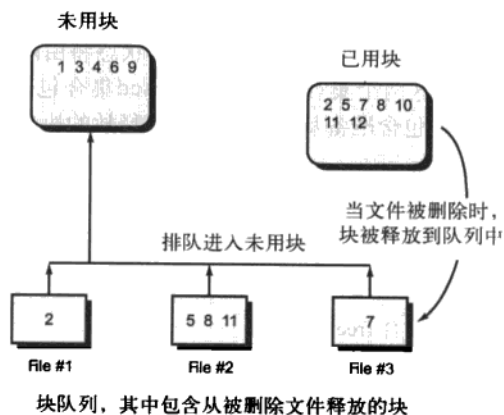 未用块
1 3 4 6 9
已用块
2 5 7 8 10
11 12
当文件被删除时，
块被释放到队列中
排队进入未用块
2
5 8 11
7
File #1
File #2
File #3
块队列，其中包含从被删除文件释放的块